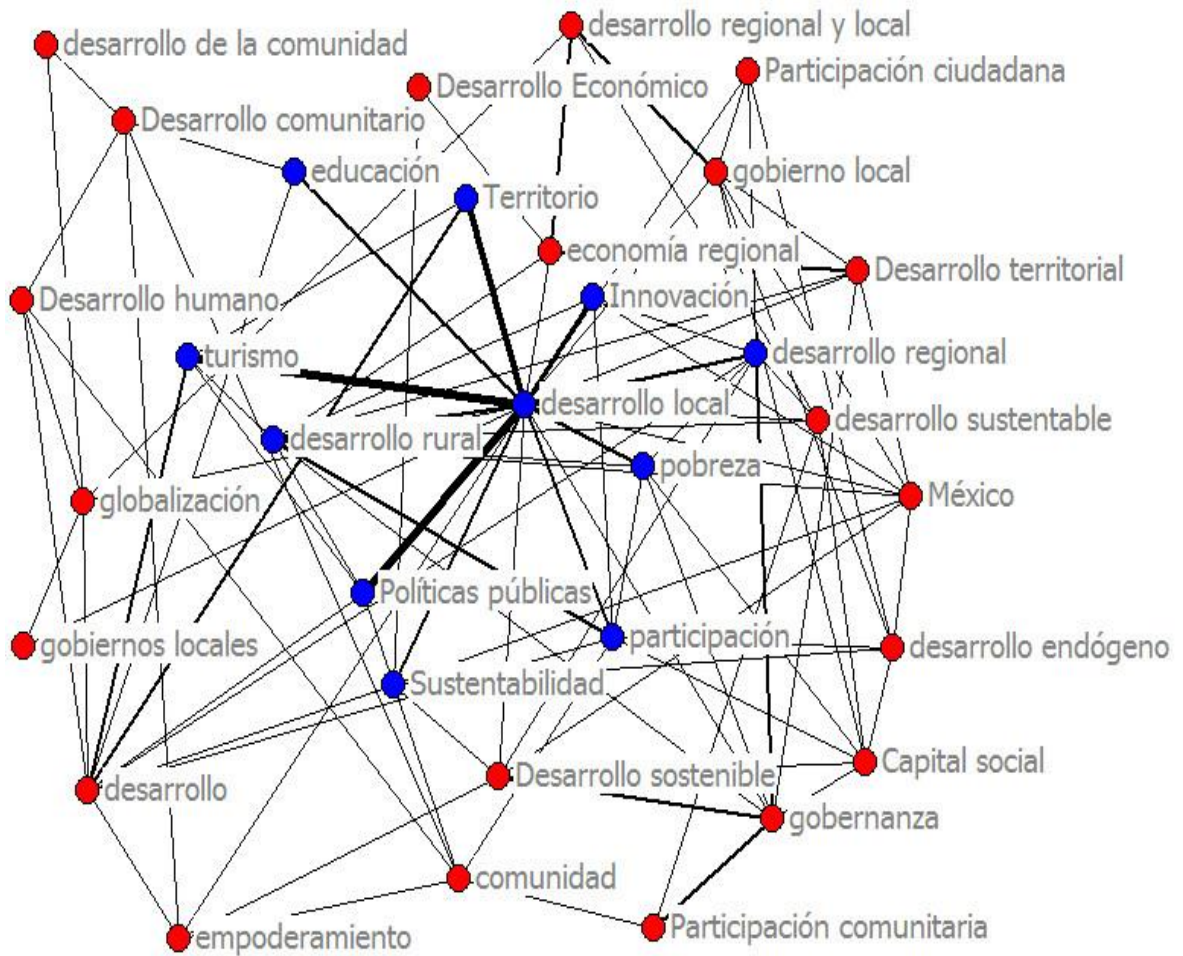 desarrollo regional y local
desarrollo de la comunidad
Participación ciudadana
Desarrollo Económico
Desarrollo comunitario
educación
gobierno local
Territorio
economía regional
Desarrollo territorial
Desarrollo humano
Innovación
turismo
desarrollo regional
desarrollo local
desarrollo sustentable
desarrollo rural
pobreza
México
globalización
Políticas públicas
participación
gobiernos locales
desarrollo endógeno
Sustentabilidad
Capital social
Desarrollo sostenible
desarrollo
gobernanza
comunidad
Participación comunitaria
empoderamiento